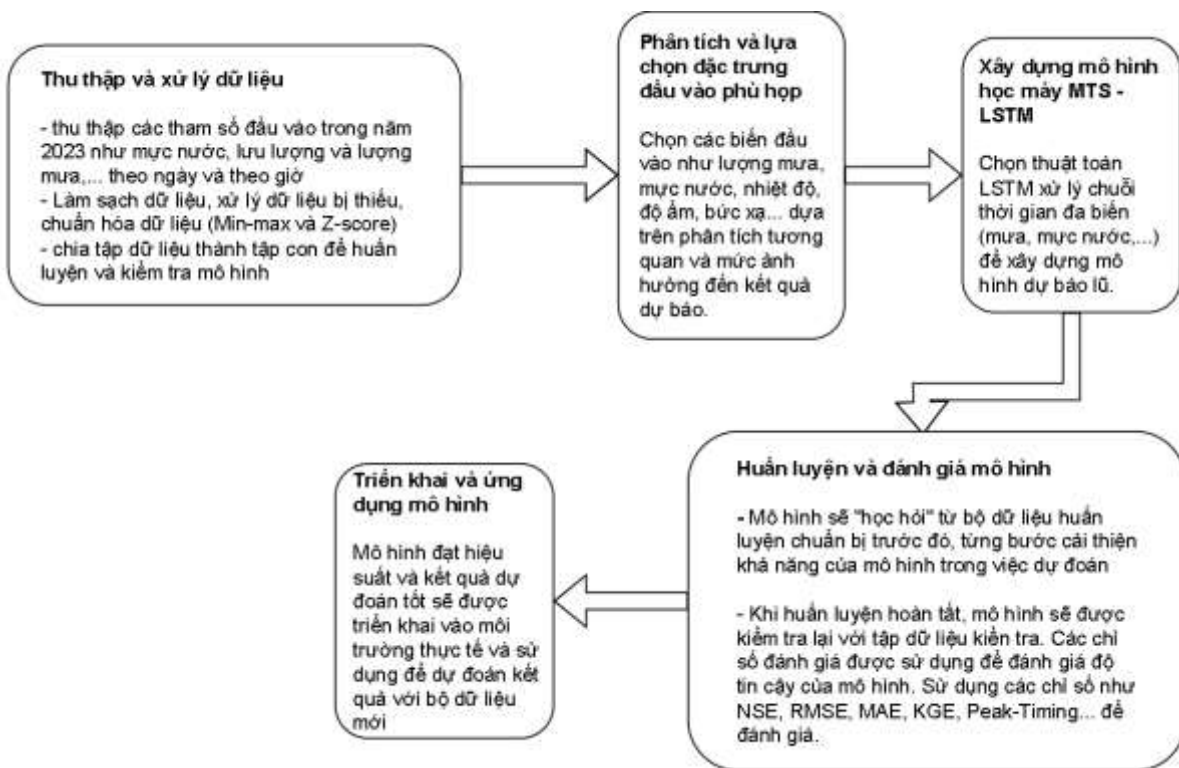 Thu thập và xử lý dữ liệu
- thu thập các tham số đầu vào trong năm
2023 như mực nước, lưu lượng và lượng
mưa,... theo ngày và theo giờ
- Làm sạch dữ liệu, xử lý dữ liệu bị thiếu,
chuẩn hóa dữ liệu (Min-max và Z-score)
- chia tập dữ liệu thành tập con để huấn
luyện và kiểm tra mô hình
Phân tích và lựa
chọn đặc trưng
đầu vào phù hợp
Chọn các biến đầu
vào như lượng mưa,
mực nước, nhiệt độ,
độ ẩm, bức xạ... dựa
trên phân tích tương
quan và mức ảnh
hưởng đến kết quả
dự báo.
Xây dựng mô hình
học máy MTS -
LSTM
Chọn thuật toán
LSTM xử lý chuỗi
thời gian đa biến
(mưa, mực nước,...)
để xây dựng mô
hình dự báo lũ.
Huấn luyện và đánh giá mô hình
- Mô hình sẽ "học hỏi" từ bộ dữ liệu huấn
luyện chuẩn bị trước đó, từng bước cải thiện
khả năng của mô hình trong việc dự đoán
- Khi huấn luyện hoàn tất, mô hình sẽ được
kiểm tra lại với tập dữ liệu kiển tra. Các chỉ
số đánh giá được sử dụng để đánh giá độ
tin cậy của mô hình. Sử dụng các chỉ số như
NSE, RMSE, MAE, KGE, Peak-Timing... để
đánh giá.
Triển khai và ứng
dụng mô hình
Mô hình đạt hiệu
suất và kết quả dự
đoán tốt sẽ được
triển khai vào môi
trường thực tế và sử
dụng để dự đoán kết
quả với bộ dữ liệu
mới